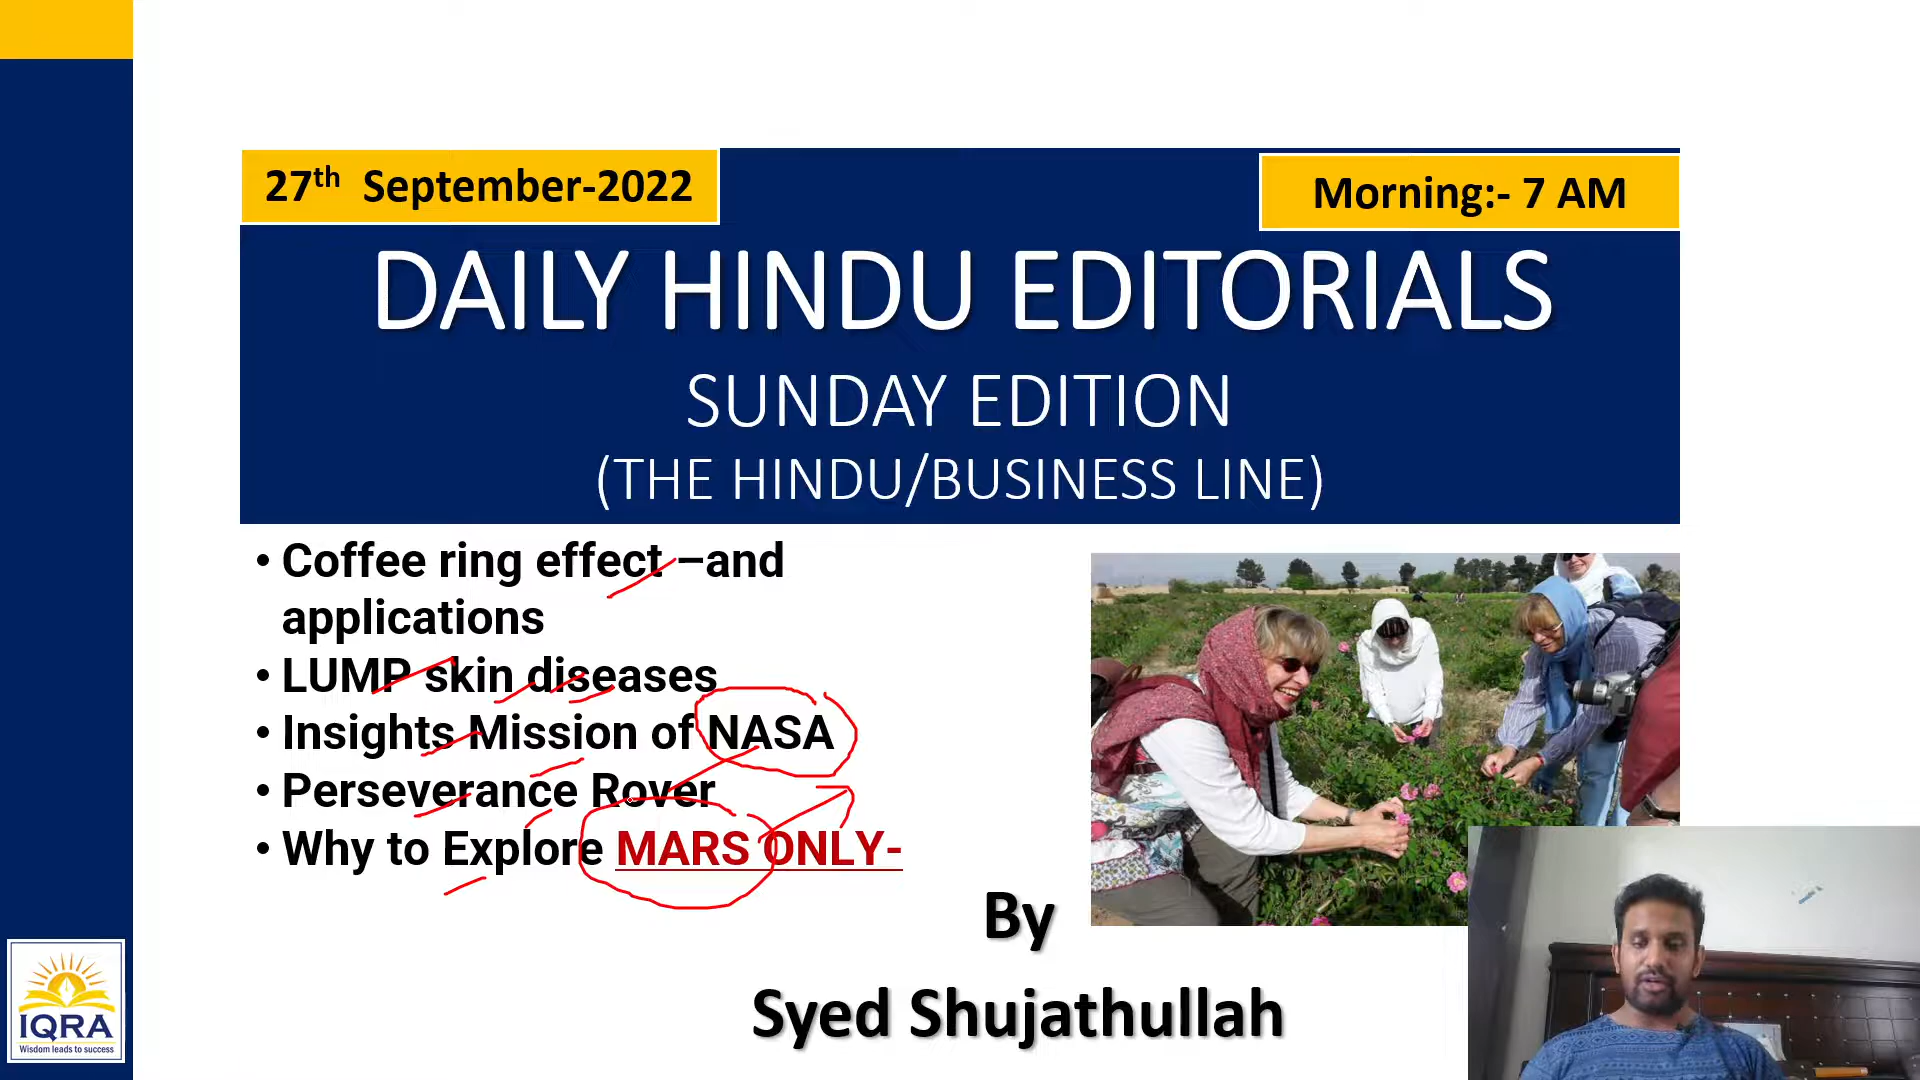 27th September-2022
Morning:- 7 AM
DAILY HINDU EDITORIALS
SUNDAY EDITION
(THE HINDU/BUSINESS LINE)
• Coffee ring effect –and
applications
• LUMP skin diseases
• Insights Mission of NASA
• Perseverance Rover
• Why to Explore MARS ONLY-
By
Syed Shujathullah
IQRA
Wisdom leads to success